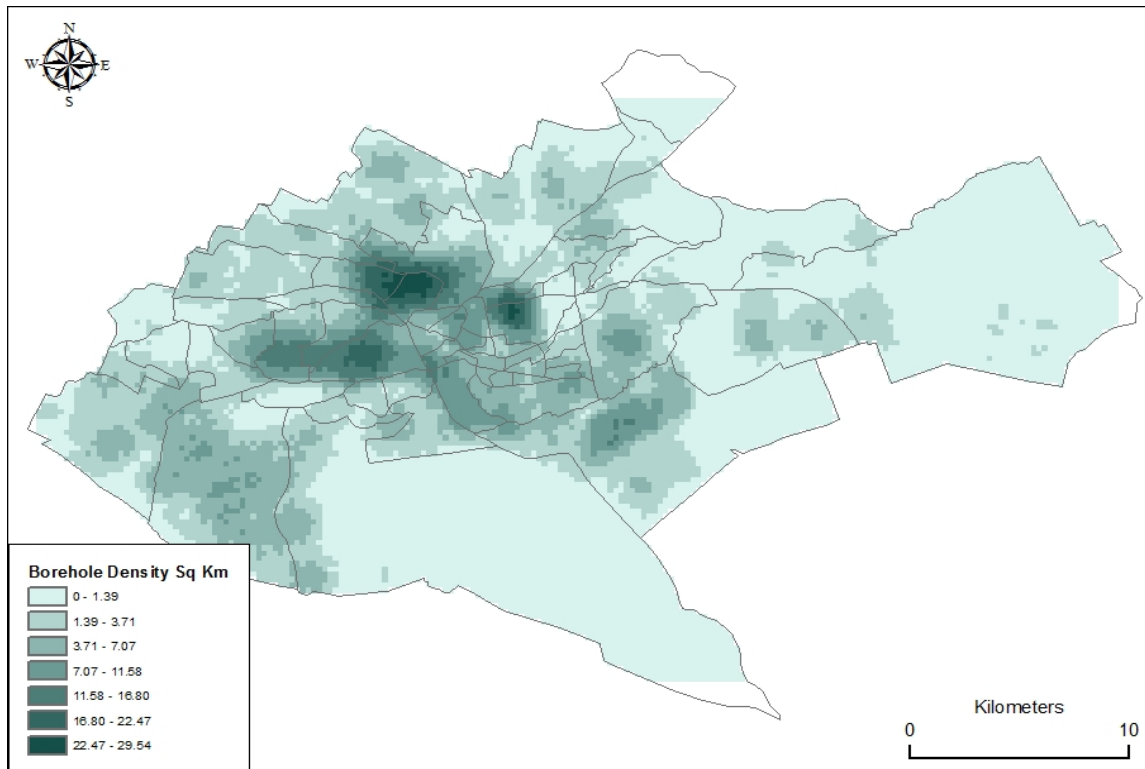 N
W E
S
Borehole Density Sq Km
0 - 1.39
1.39 - 3.71
3.71 - 7.07
7.07 - 11.58
11.58 - 16.80
16.80 - 22.47
22.47 - 29.54
Kilometers
0 10